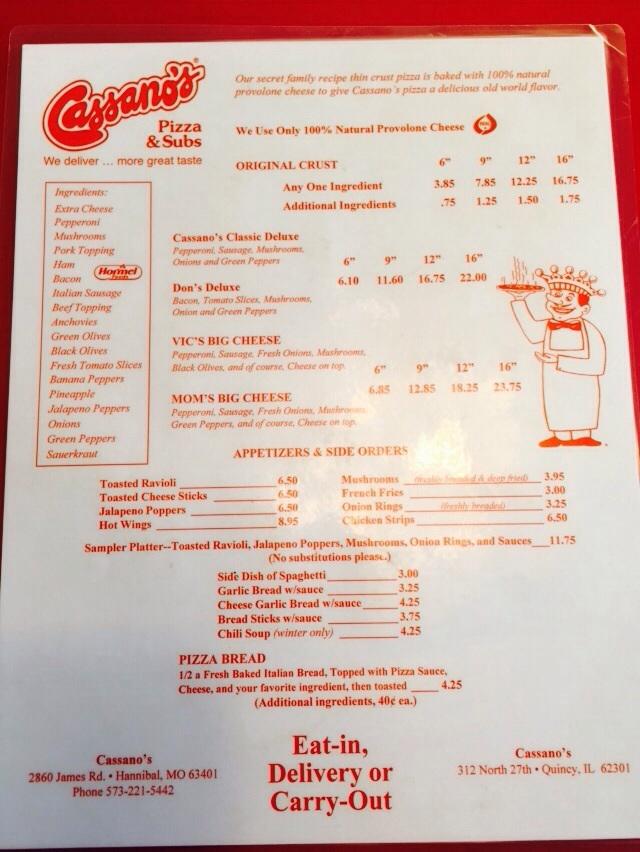 Cassano's®
Pizza
& Subs
We deliver ... more great taste
Our secret family recipe thin crust pizza is baked with 100% natural
provolone cheese to give Cassano's pizza a delicious old world flavor.
We Use Only 100% Natural Provolone Cheese REAL
ORIGINAL CRUST 6" 9" 12" 16"
Any One Ingredient 3.85 7.85 12.25 16.75
Additional Ingredients .75 1.25 1.50 1.75
Ingredients:
Extra Cheese
Pepperoni
Mushrooms
Pork Topping
Ham
Bacon
Hormel
Foods
Italian Sausage
Beef Topping
Anchovies
Green Olives
Black Olives
Fresh Tomato Slices
Banana Peppers
Pineapple
Jalapeno Peppers
Onions
Green Peppers
Sauerkraut
Cassano's Classic Deluxe
Pepperoni, Sausage, Mushrooms,
Onions and Green Peppers
6" 9" 12" 16"
6.10 11.60 16.75 22.00
Don's Deluxe
Bacon, Tomato Slices, Mushrooms,
Onion and Green Peppers
VIC'S BIG CHEESE
Pepperoni, Sausage, Fresh Onions, Mushrooms,
Black Olives, and of course, Cheese on top.
6" 9" 12" 16"
6.85 12.85 18.25 23.75
MOM'S BIG CHEESE
Pepperoni, Sausage, Fresh Onions, Mushrooms,
Green Peppers, and of course, Cheese on top.
APPETIZERS & SIDE ORDERS
Toasted Ravioli 6.50
Toasted Cheese Sticks 6.50
Jalapeno Poppers 6.50
Hot Wings 8.95
Mushrooms (freshly breaded & deep fried) 3.95
French Fries 3.00
Onion Rings (freshly breaded) 3.25
Chicken Strips 6.50
Sampler Platter--Toasted Ravioli, Jalapeno Poppers, Mushrooms, Onion Rings, and Sauces 11.75
(No substitutions please.)
Side Dish of Spaghetti 3.00
Garlic Bread w/sauce 3.25
Cheese Garlic Bread w/sauce 4.25
Bread Sticks w/sauce 3.75
Chili Soup (winter only) 4.25
PIZZA BREAD
1/2 a Fresh Baked Italian Bread, Topped with Pizza Sauce,
Cheese, and your favorite ingredient, then toasted 4.25
(Additional ingredients, 40¢ ea.)
Eat-in,
Delivery or
Carry-Out
Cassano's
2860 James Rd. • Hannibal, MO 63401
Phone 573-221-5442
Cassano's
312 North 27th • Quincy, IL 62301